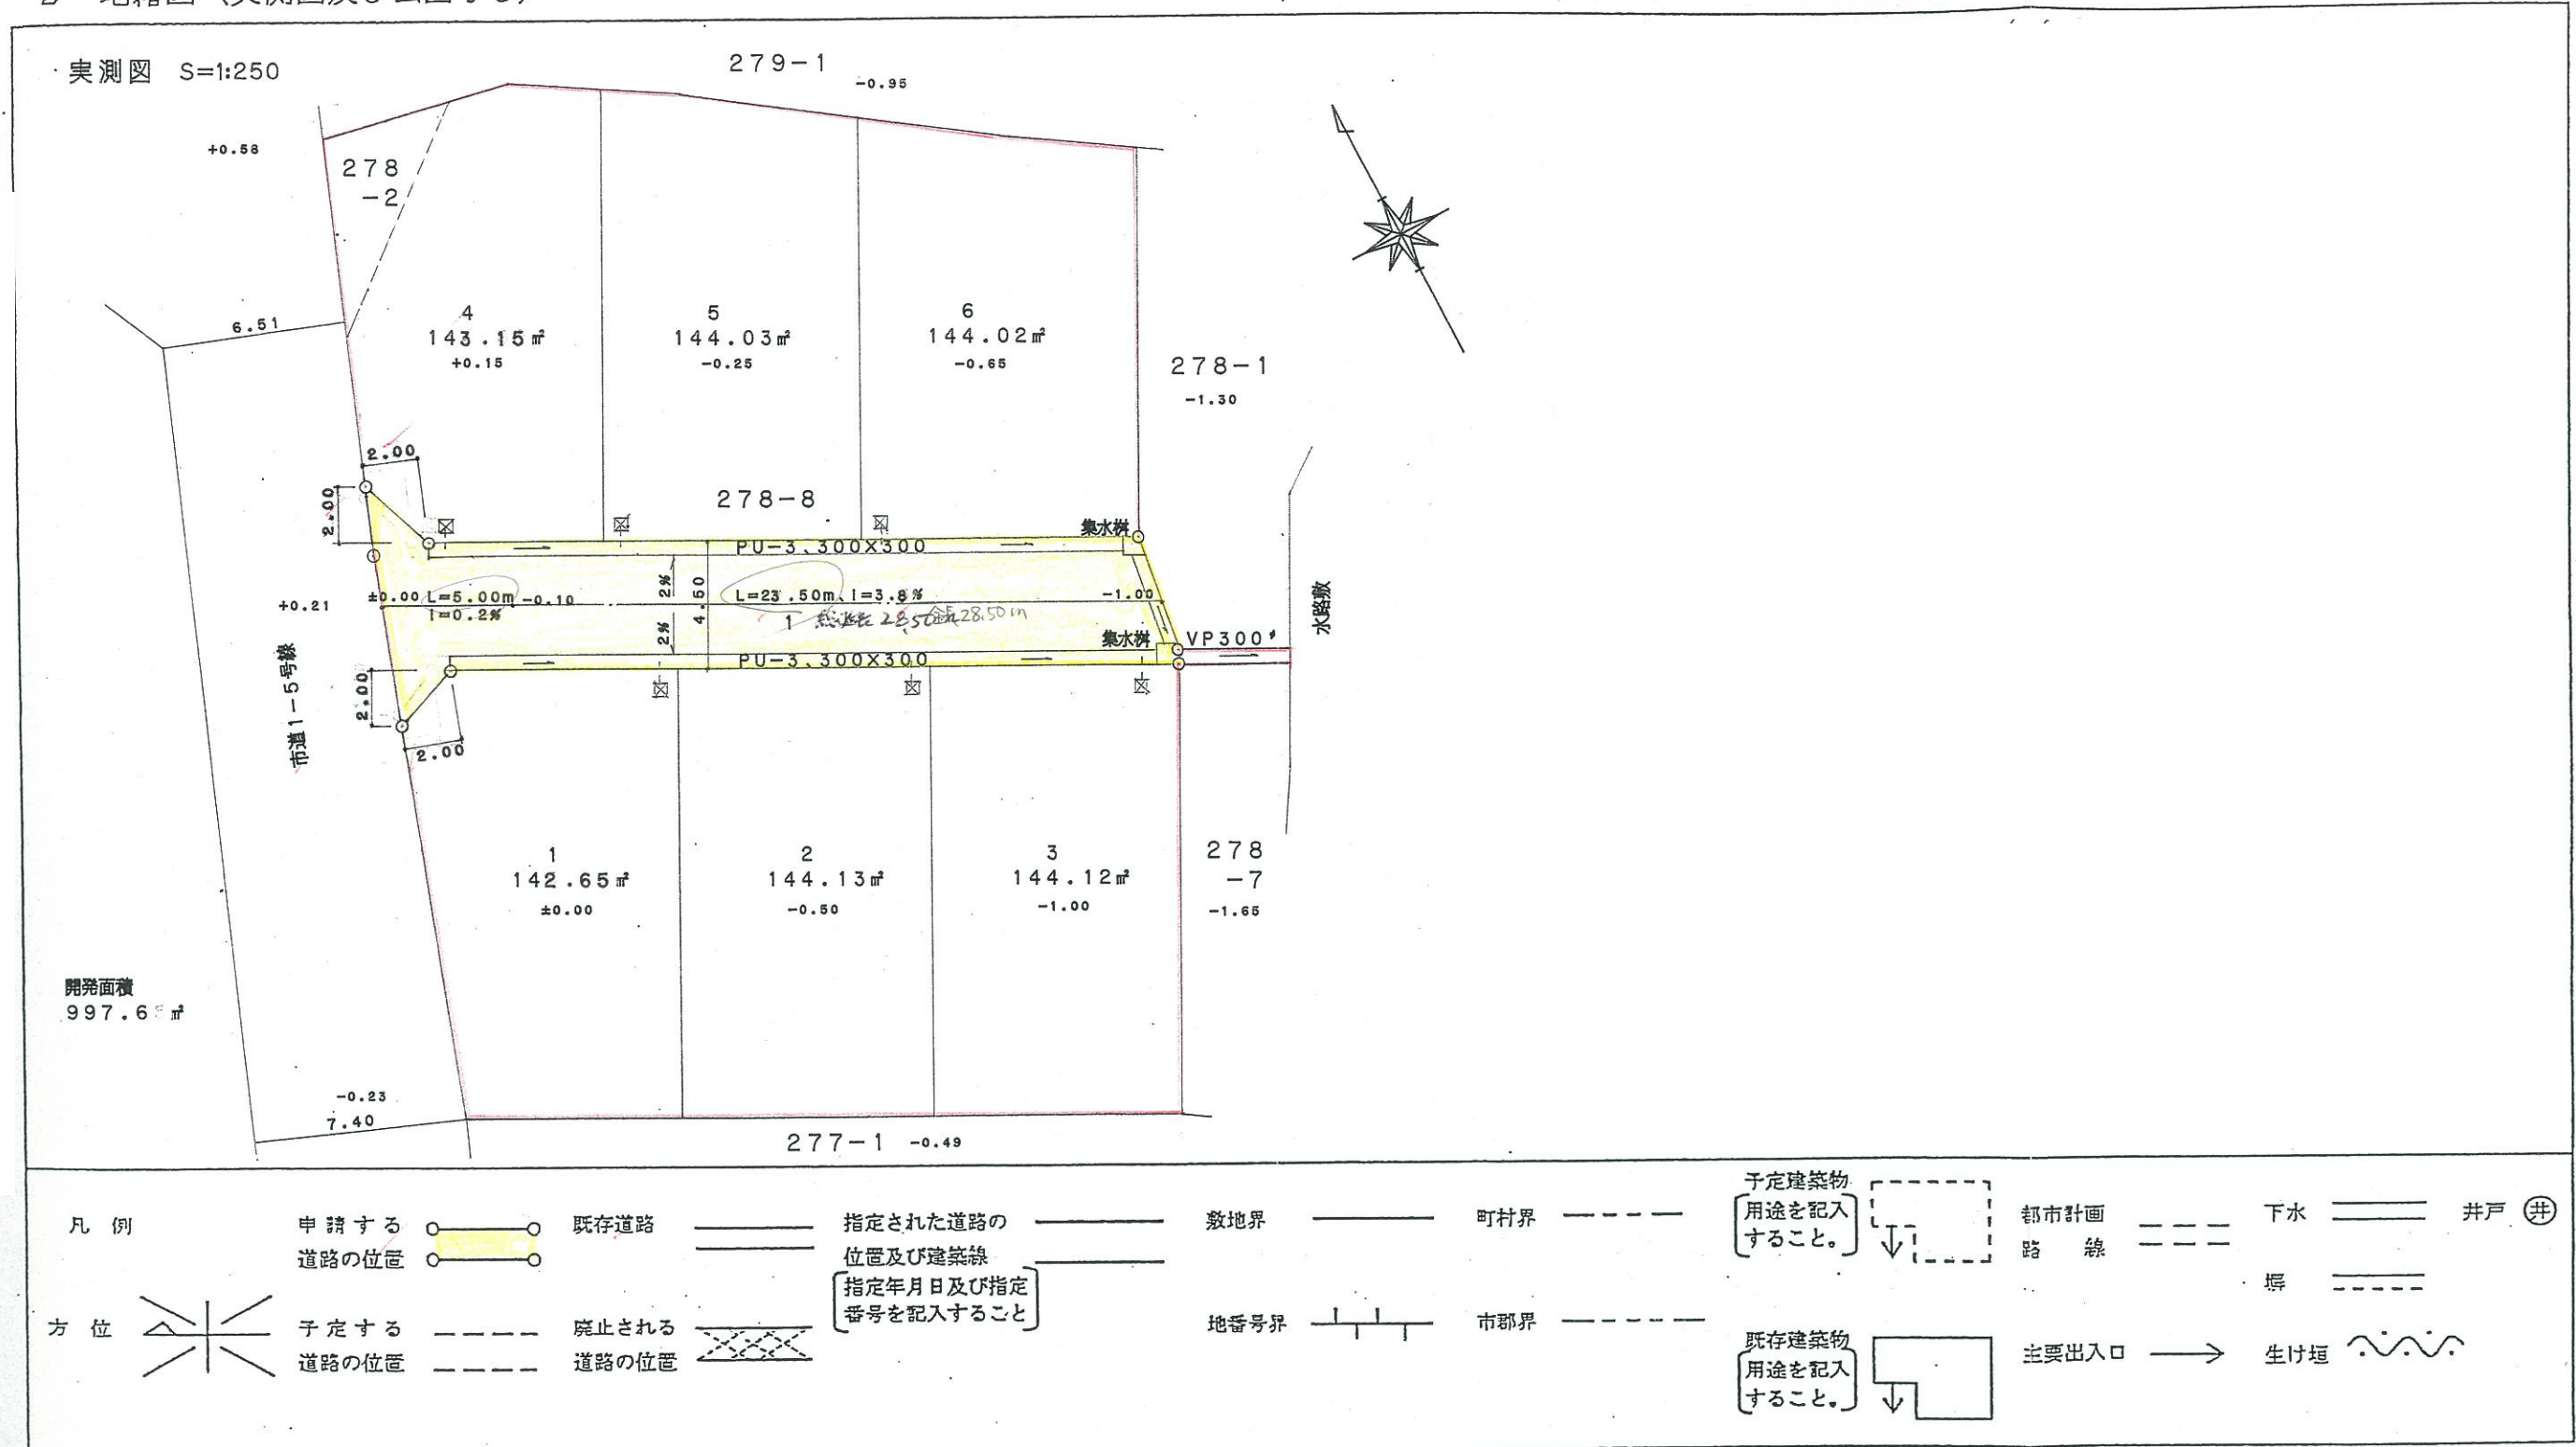 実測図 S=1:250
279-1
-0.95
+0.58
278
-2
6.51
4
143.15㎡
+0.15
5
144.03㎡
-0.25
6
144.02㎡
-0.65
278-1
-1.30
2.00
2.00
278-8
集水桝
PU-3、300X300
+0.21
±0.00 L=5.00m -0.10
i=0.2%
2%
4.50
2%
L=23.50m、i=3.8%
-1.00
1
28.50m
集水桝
VP300
PU-3、300X300
水路敷
市道1-5号線
2.00
2.00
1
142.65㎡
±0.00
2
144.13㎡
-0.50
3
144.12㎡
-1.00
278
-7
-1.65
開発面積
997.6 ㎡
-0.23
7.40
277-1 -0.49
凡例
申請する
道路の位置
既存道路
指定された道路の
位置及び建築線
指定年月日及び指定
番号を記入すること
敷地界
町村界
予定建築物
用途を記入
すること。
都市計画
路線
下水
井戸 井
塀
方位
予定する
道路の位置
廃止される
道路の位置
地番号界
市郡界
既存建築物
用途を記入
すること。
主要出入口
生け垣